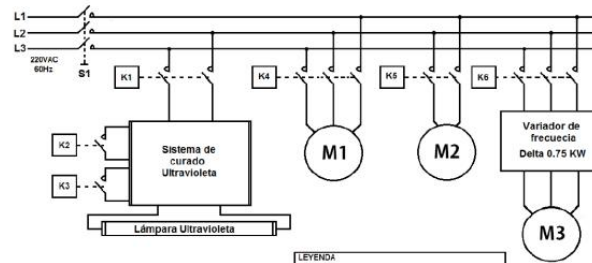 L1
L2
L3
220VAC
60Hz
S1
K1
K4
K5
K6
K2
K3
Sistema de
curado
Ultravioleta
M1
M2
Variador de
frecuecia
Delta 0.75 KW
Lámpara Ultravioleta
M3
LEYENDA